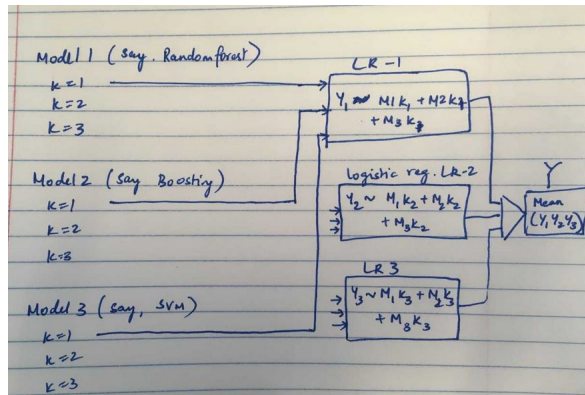 Model 1 (say. Randomforest)
k=1
k=2
k=3
LR-1
Y₁ ~ M1k₁ + M2k
+ M₃k
Model 2 (say Boosting)
k=1
k=2
k=3
logistic reg. LR-2
Y₂ ~ M₁k₂ + M₂k₂
+ M₃k₂
Y
Mean
(Y₁ Y₂ Y₃)
LR 3
Y₃ ~ M₁k₃ + M₂k₃
+ M₃k₃
Model 3 (say, SVM)
k=1
k=2
k=3